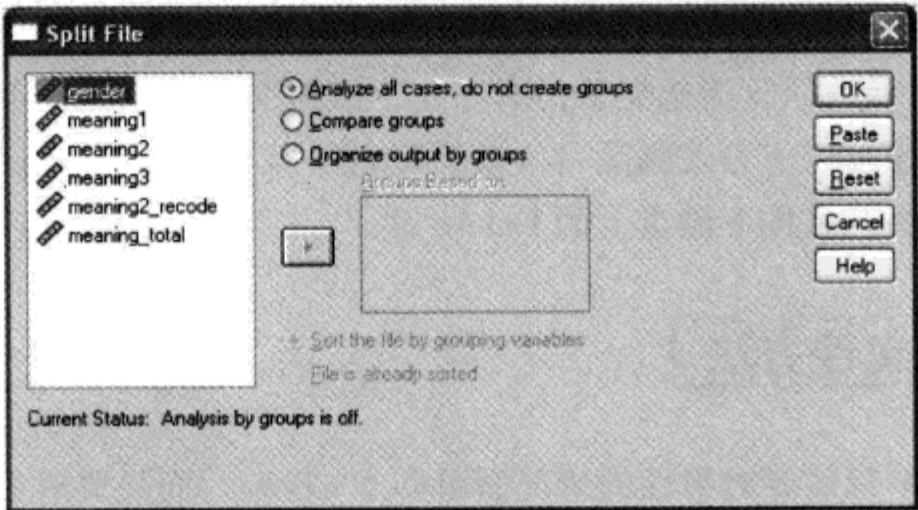 Split File
gender
meaning1
meaning2
meaning3
meaning2_recode
meaning_total
Analyze all cases, do not create groups
Compare groups
Organize output by groups
Groups Based on:
Sort the file by grouping variables
File is already sorted
OK
Paste
Reset
Cancel
Help
Current Status: Analysis by groups is off.